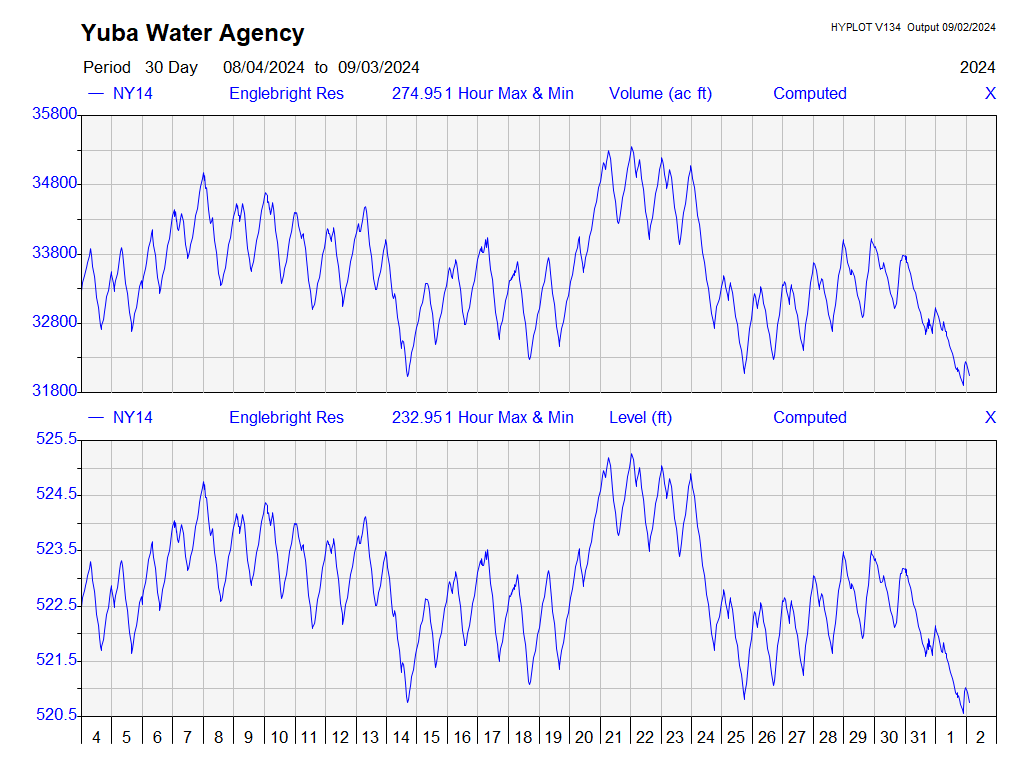 Yuba Water Agency
HYPLOT V134 Output 09/02/2024
Period 30 Day 08/04/2024 to 09/03/2024 2024
NY14 Englebright Res 274.951 Hour Max & Min Volume (ac ft) Computed X
35800
34800
33800
32800
31800
NY14 Englebright Res 232.951 Hour Max & Min Level (ft) Computed X
525.5
524.5
523.5
522.5
521.5
520.5
4 5 6 7 8 9 10 11 12 13 14 15 16 17 18 19 20 21 22 23 24 25 26 27 28 29 30 31 1 2